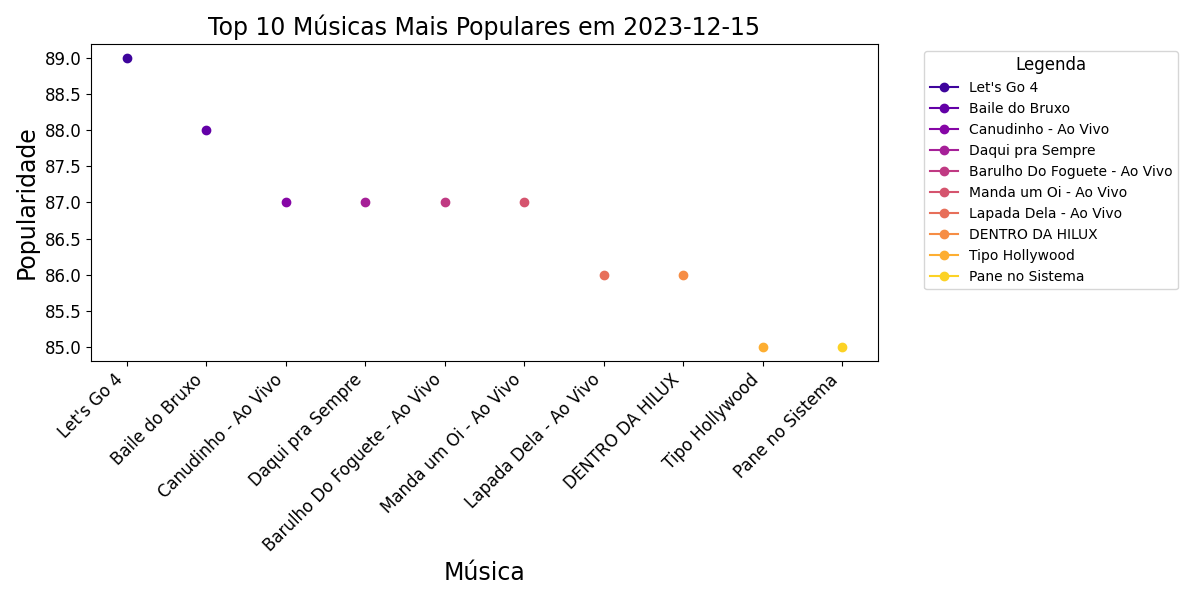 Top 10 Músicas Mais Populares em 2023-12-15
Popularidade
89.0
88.5
88.0
87.5
87.0
86.5
86.0
85.5
85.0
Let's Go 4
Baile do Bruxo
Canudinho - Ao Vivo
Daqui pra Sempre
Barulho Do Foguete - Ao Vivo
Manda um Oi - Ao Vivo
Lapada Dela - Ao Vivo
DENTRO DA HILUX
Tipo Hollywood
Pane no Sistema
Música
Legenda
Let's Go 4
Baile do Bruxo
Canudinho - Ao Vivo
Daqui pra Sempre
Barulho Do Foguete - Ao Vivo
Manda um Oi - Ao Vivo
Lapada Dela - Ao Vivo
DENTRO DA HILUX
Tipo Hollywood
Pane no Sistema